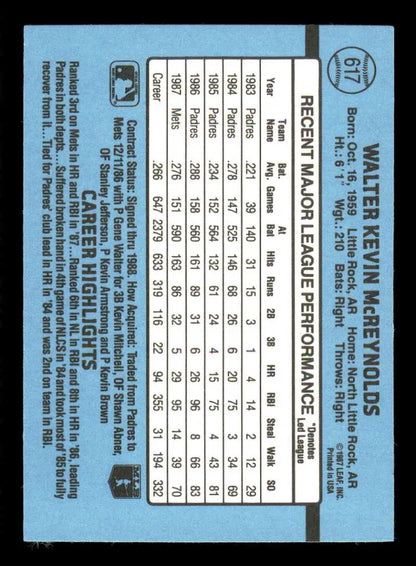 617
WALTER KEVIN McREYNOLDS
Born: Oct. 16, 1959 Little Rock, AR Home: North Little Rock, AR
Ht.: 6'1" Wgt.: 210 Bats: Right Throws: Right
©1987 LEAF, INC.
Printed in USA
RECENT MAJOR LEAGUE PERFORMANCE *Denotes Led League
Year Team Name Bat. Avg. Games At Bat Hits Runs 2B 3B HR RBI Steal Walk SO
1983 Padres .221 39 140 31 15 3 1 4 14 2 12 29
1984 Padres .278 147 525 146 68 26 6 20 75 3 34 69
1985 Padres .234 152 564 132 61 24 4 15 75 4 43 81
1986 Padres .288 158 560 161 89 31 6 26 96 8 66 83
1987 Mets .276 151 590 163 86 32 5 29 95 14 39 70
Career .266 647 2379 633 319 116 22 94 355 31 194 332
Contract Status: Signed thru 1988. How Acquired: Traded from Padres to
Mets 12/11/86 with P Gene Walter for 3B Kevin Mitchell, OF Shawn Abner,
OF Stanley Jefferson, P Kevin Armstrong and P Kevin Brown
CAREER HIGHLIGHTS
Ranked 3rd on Mets in HR and RBI in '87...Ranked 6th in NL in RBI and 8th in HR in '86, leading
Padres in both depts....Suffered broken hand in 4th game of NLCS in '84 and took most of '85 to fully
recover from it...Tied for Padres' club lead in HR in '84 and was 2nd on team in RBI.